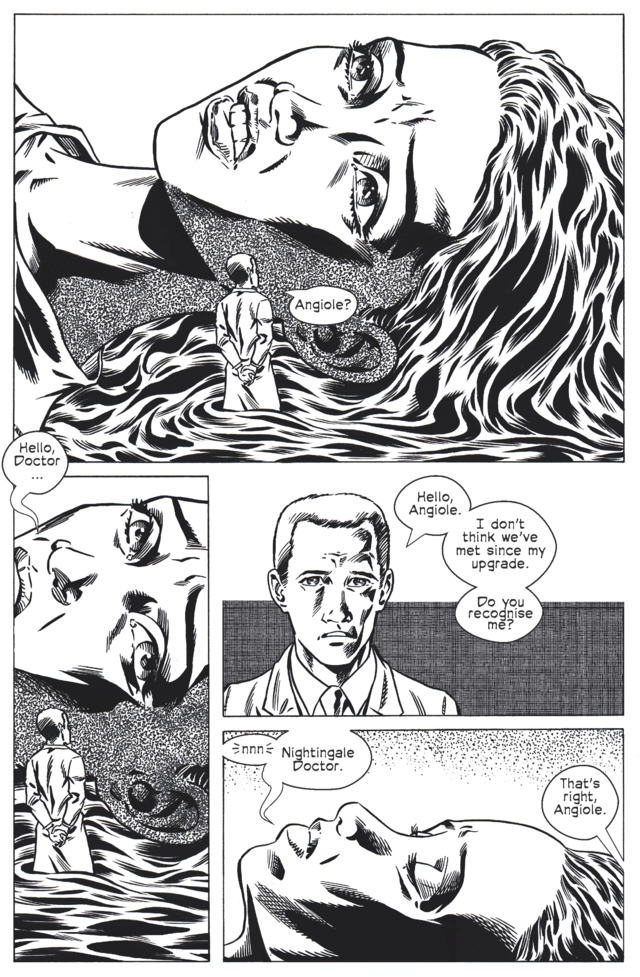 Angiole?
Hello,
Doctor
...
Hello,
Angiole.
I don't
think we've
met since my
upgrade.
Do you
recognise
me?
nnn
Nightingale
Doctor.
That's
right,
Angiole.